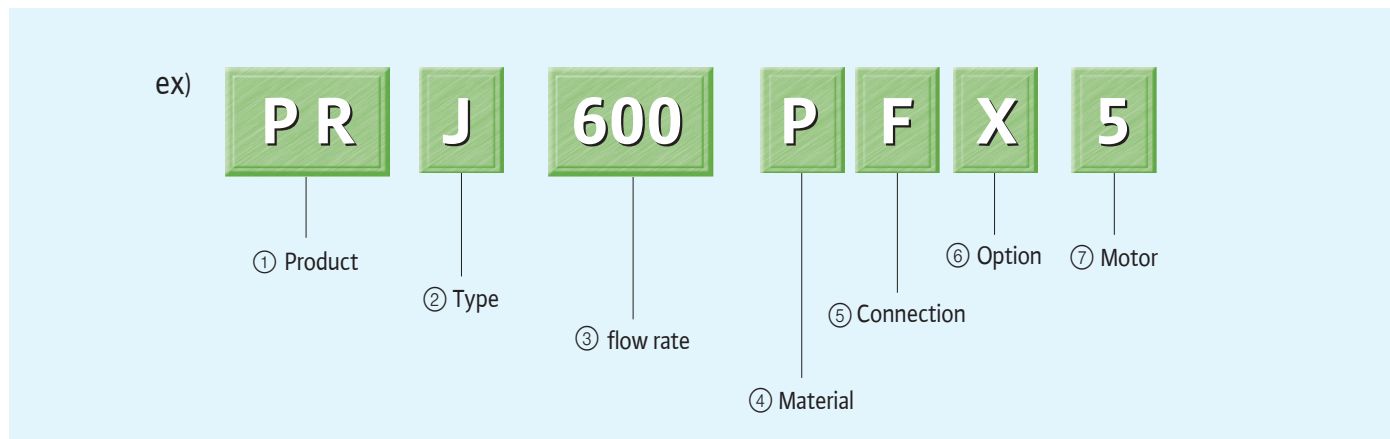 ex) P R J 600 P F X 5
① Product
⑥ Option
⑦ Motor
② Type
⑤ Connection
③ flow rate
④ Material